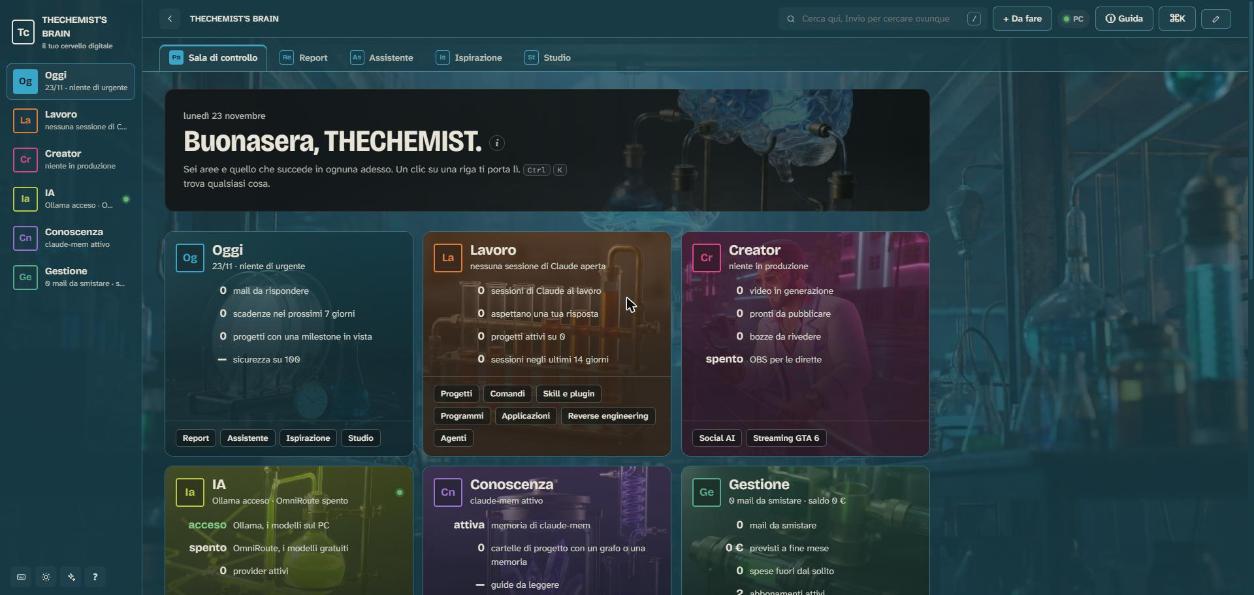 Tc
THECHEMIST'S BRAIN
Il tuo cervello digitale
Og
Oggi
23/11 · niente di urgente
La
Lavoro
nessuna sessione di C...
Cr
Creator
niente in produzione
Ia
IA
Ollama acceso · O...
Cn
Conoscenza
claude-mem attivo
Ge
Gestione
0 mail da smistare · s...
?
THECHEMIST'S BRAIN
Cerca qui, Invio per cercare ovunque
/
+ Da fare
PC
Guida
⌘K
Pa Sala di controllo
Re Report
As Assistente
Is Ispirazione
St Studio
lunedì 23 novembre
Buonasera, THECHEMIST. i
Sei aree e quello che succede in ognuna adesso. Un clic su una riga ti porta lì. Ctrl K
trova qualsiasi cosa.
Og
Oggi
23/11 · niente di urgente
0 mail da rispondere
0 scadenze nei prossimi 7 giorni
0 progetti con una milestone in vista
— sicurezza su 100
Report Assistente Ispirazione Studio
La
Lavoro
nessuna sessione di Claude aperta
0 sessioni di Claude al lavoro
0 aspettano una tua risposta
0 progetti attivi su 0
0 sessioni negli ultimi 14 giorni
Progetti Comandi Skill e plugin
Programmi Applicazioni Reverse engineering
Agenti
Cr
Creator
niente in produzione
0 video in generazione
0 pronti da pubblicare
0 bozze da rivedere
spento OBS per le dirette
Social AI Streaming GTA 6
Ia
IA
Ollama acceso · OmniRoute spento
acceso Ollama, i modelli sul PC
spento OmniRoute, i modelli gratuiti
0 provider attivi
Cn
Conoscenza
claude-mem attivo
attiva memoria di claude-mem
0 cartelle di progetto con un grafo o una
memoria
— guide da leggere
Ge
Gestione
0 mail da smistare · saldo 0 €
0 mail da smistare
0 € previsti a fine mese
0 spese fuori dal solito
2 abbonamenti attivi